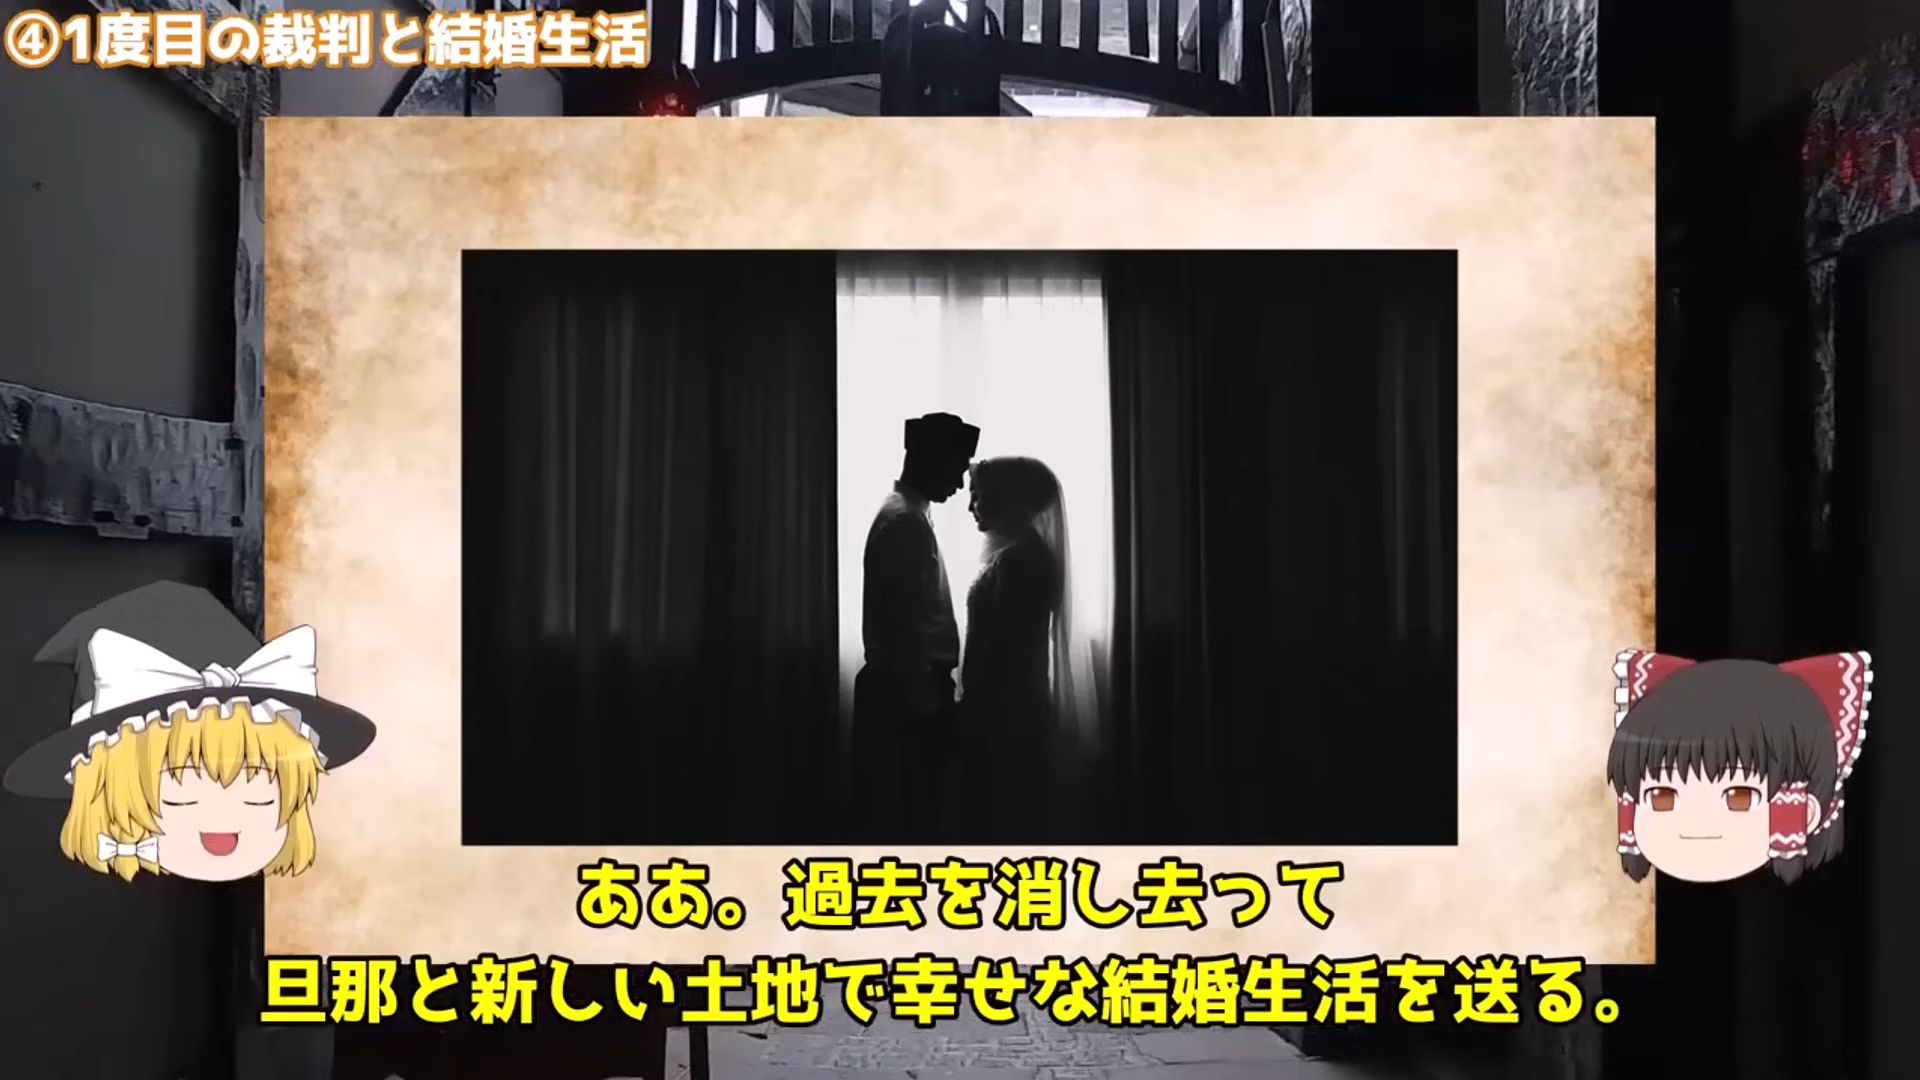 ④1度目の裁判と結婚生活
ああ。過去を消し去って
旦那と新しい土地で幸せな結婚生活を送る。